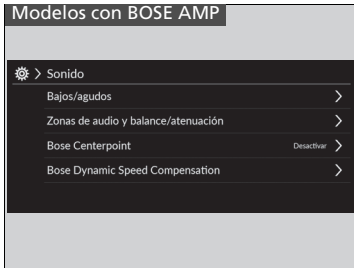 Modelos con BOSE AMP
> Sonido
Bajos/agudos >
Zonas de audio y balance/atenuación >
Bose Centerpoint Desactivar >
Bose Dynamic Speed Compensation >